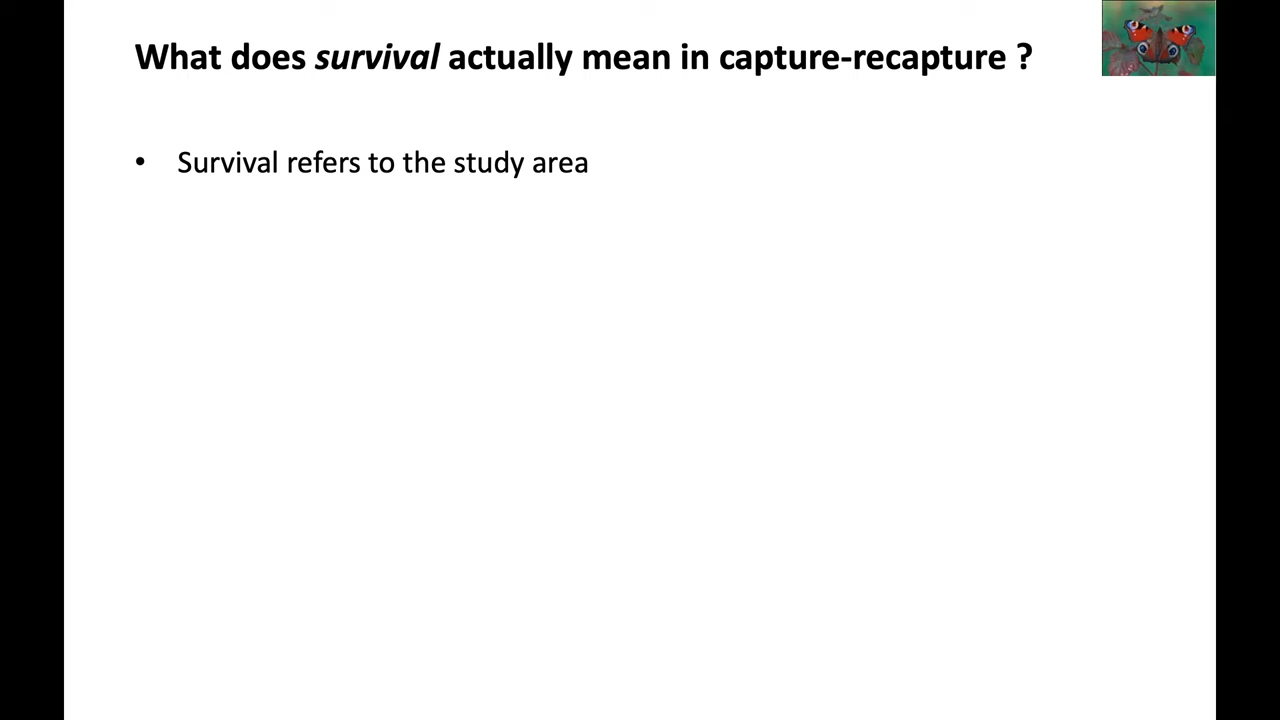 What does survival actually mean in capture-recapture ?
• Survival refers to the study area